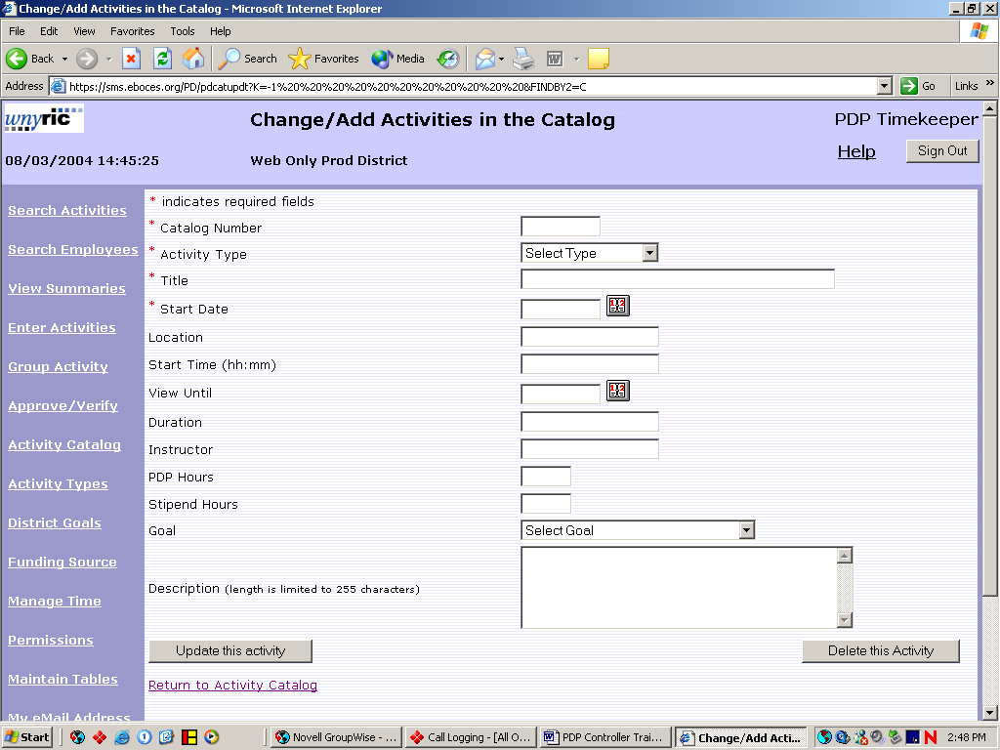 Change/Add Activities in the Catalog - Microsoft Internet Explorer
File Edit View Favorites Tools Help
Back Search Favorites Media
Address https://sms.eboces.org/PD/pdcatupdt?K=-1%20%20%20%20%20%20%20%20%20%20%20%20&FINDBY2=C Go Links »
wnyric Change/Add Activities in the Catalog PDP Timekeeper
Help Sign Out
08/03/2004 14:45:25 Web Only Prod District
Search Activities
Search Employees
View Summaries
Enter Activities
Group Activity
Approve/Verify
Activity Catalog
Activity Types
District Goals
Funding Source
Manage Time
Permissions
Maintain Tables
My eMail Address
* indicates required fields
* Catalog Number
* Activity Type Select Type
* Title
* Start Date
Location
Start Time (hh:mm)
View Until
Duration
Instructor
PDP Hours
Stipend Hours
Goal Select Goal
Description (length is limited to 255 characters)
Update this activity Delete this Activity
Return to Activity Catalog
Start Novell GroupWise - ... Call Logging - [All O... PDP Controller Trai... Change/Add Acti... 2:48 PM